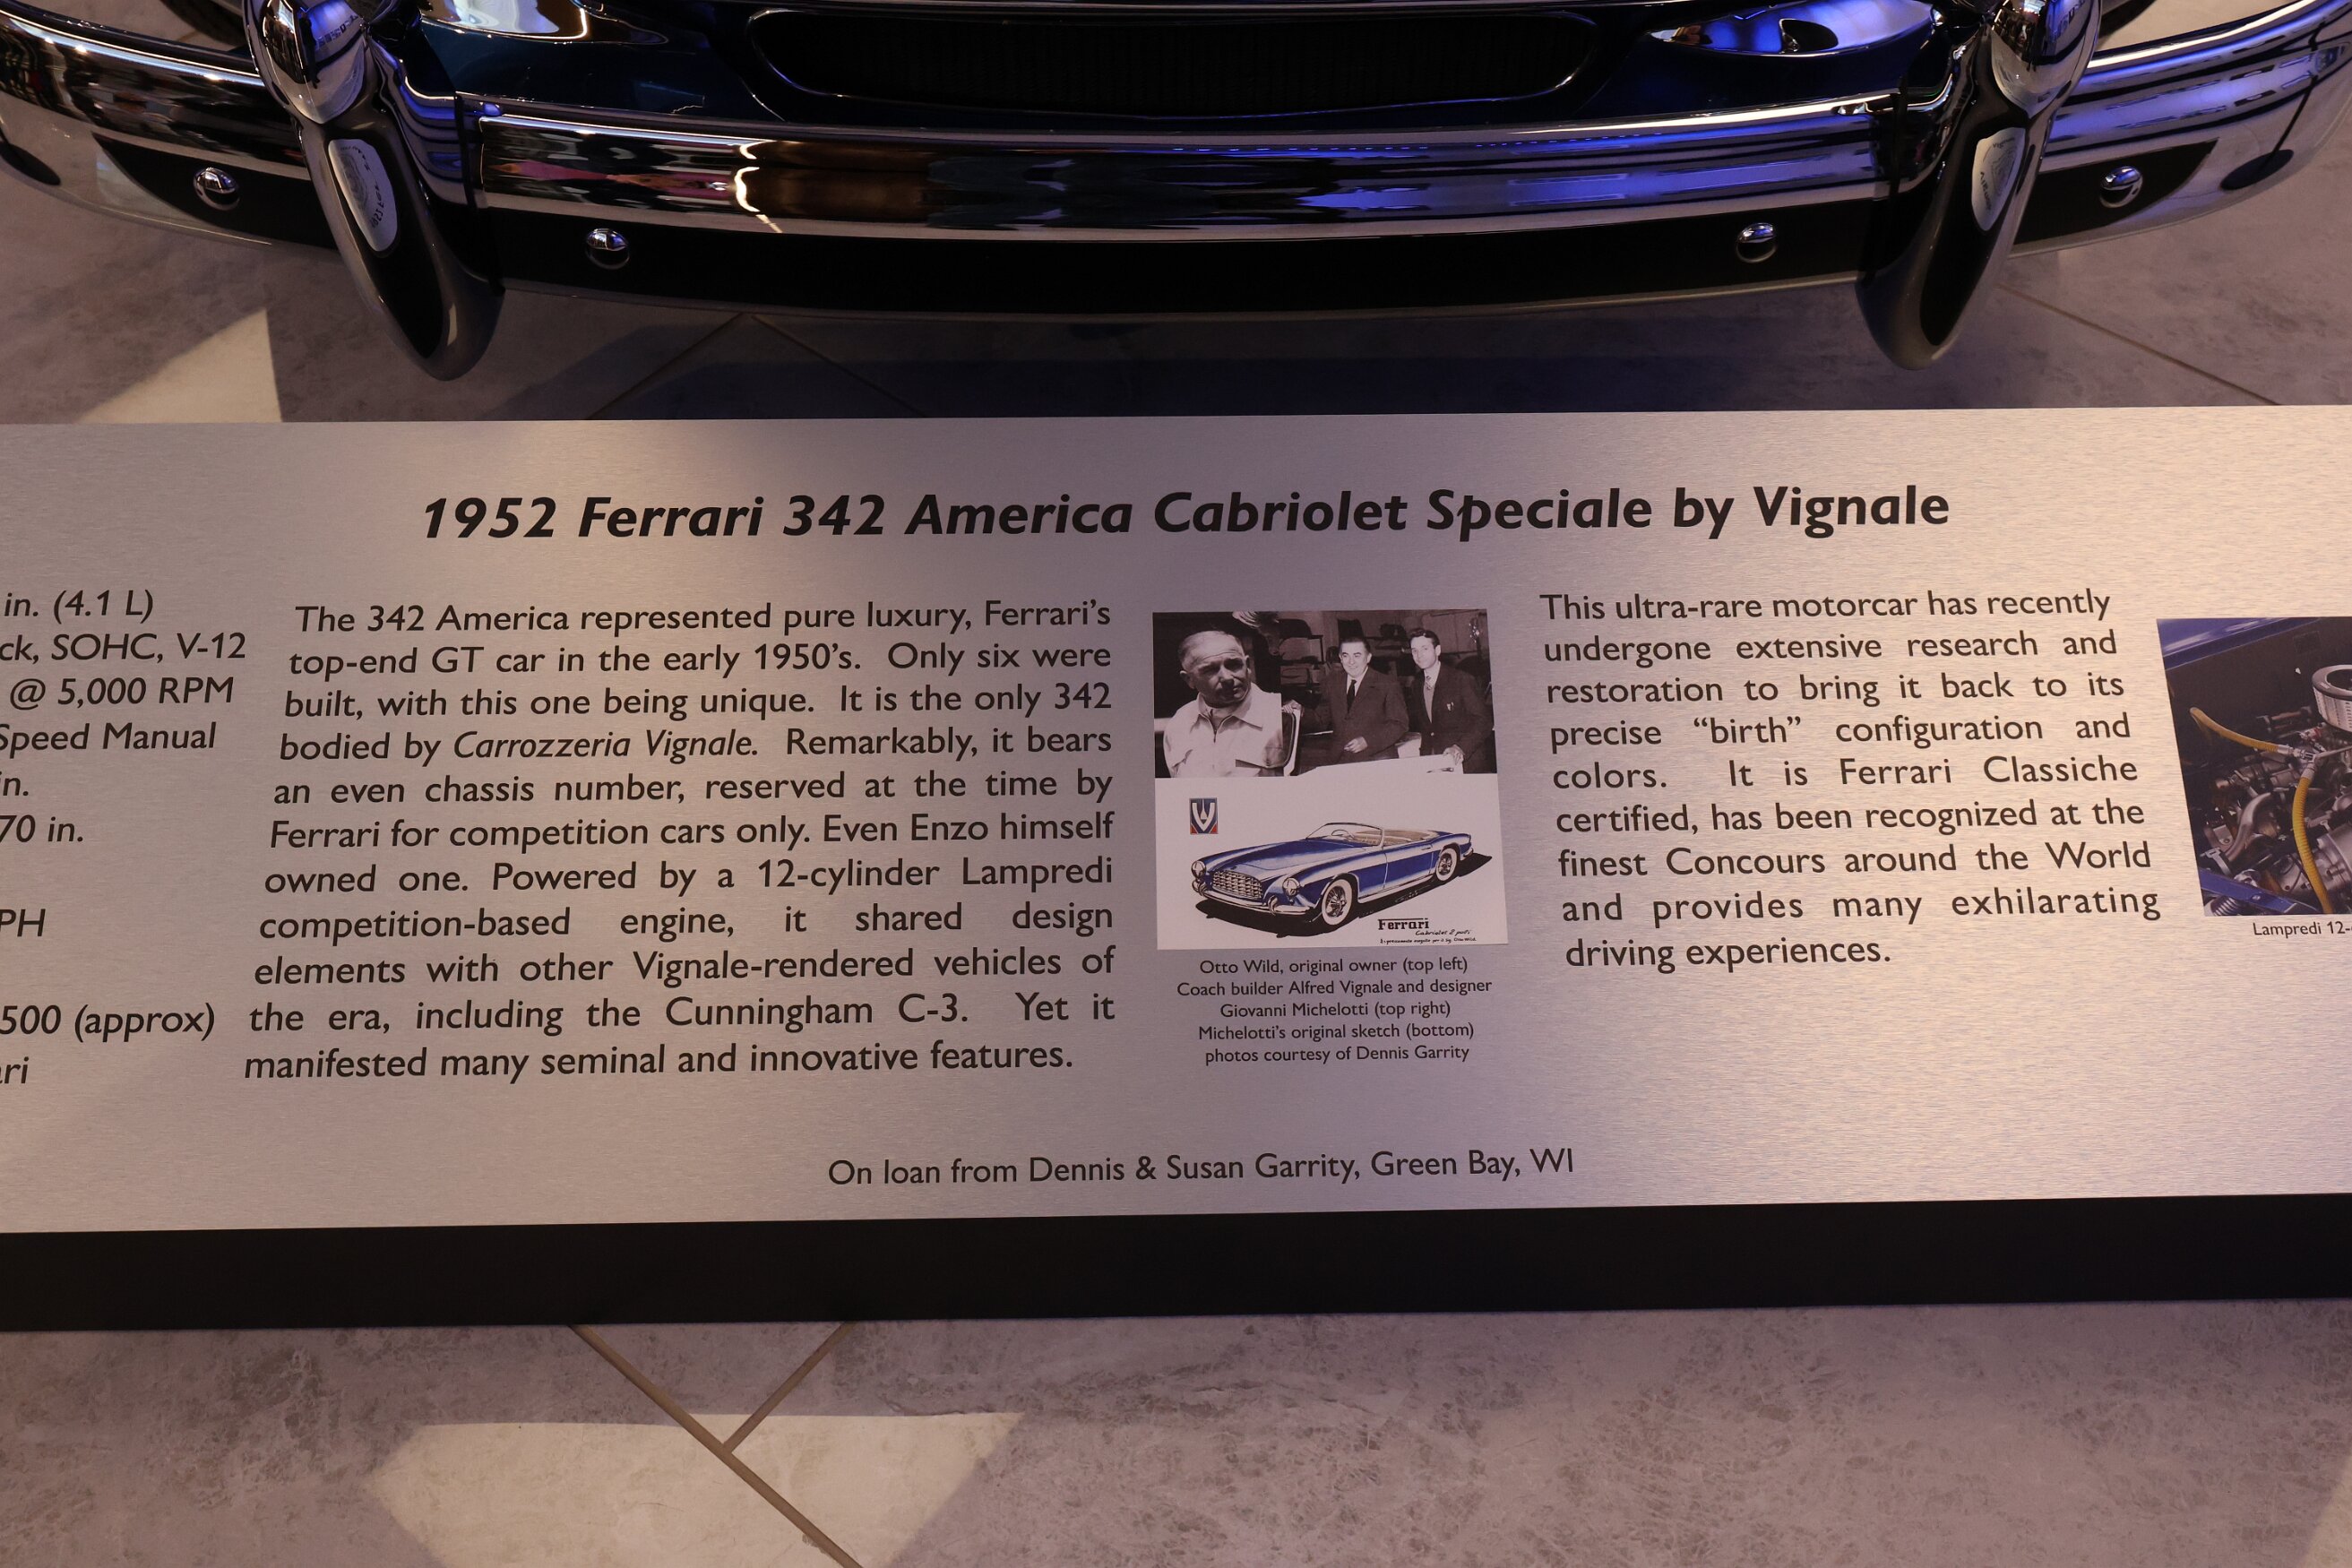 1952 Ferrari 342 America Cabriolet Speciale by Vignale
in. (4.1 L)
ck, SOHC, V-12
@ 5,000 RPM
Speed Manual
in.
70 in.
PH
500 (approx)
ari
The 342 America represented pure luxury, Ferrari's
top-end GT car in the early 1950's. Only six were
built, with this one being unique. It is the only 342
bodied by Carrozzeria Vignale. Remarkably, it bears
an even chassis number, reserved at the time by
Ferrari for competition cars only. Even Enzo himself
owned one. Powered by a 12-cylinder Lampredi
competition-based engine, it shared design
elements with other Vignale-rendered vehicles of
the era, including the Cunningham C-3. Yet it
manifested many seminal and innovative features.
Ferrari
Otto Wild, original owner (top left)
Coach builder Alfred Vignale and designer
Giovanni Michelotti (top right)
Michelotti's original sketch (bottom)
photos courtesy of Dennis Garrity
This ultra-rare motorcar has recently
undergone extensive research and
restoration to bring it back to its
precise “birth” configuration and
colors. It is Ferrari Classiche
certified, has been recognized at the
finest Concours around the World
and provides many exhilarating
driving experiences.
Lampredi 12-
On loan from Dennis & Susan Garrity, Green Bay, WI